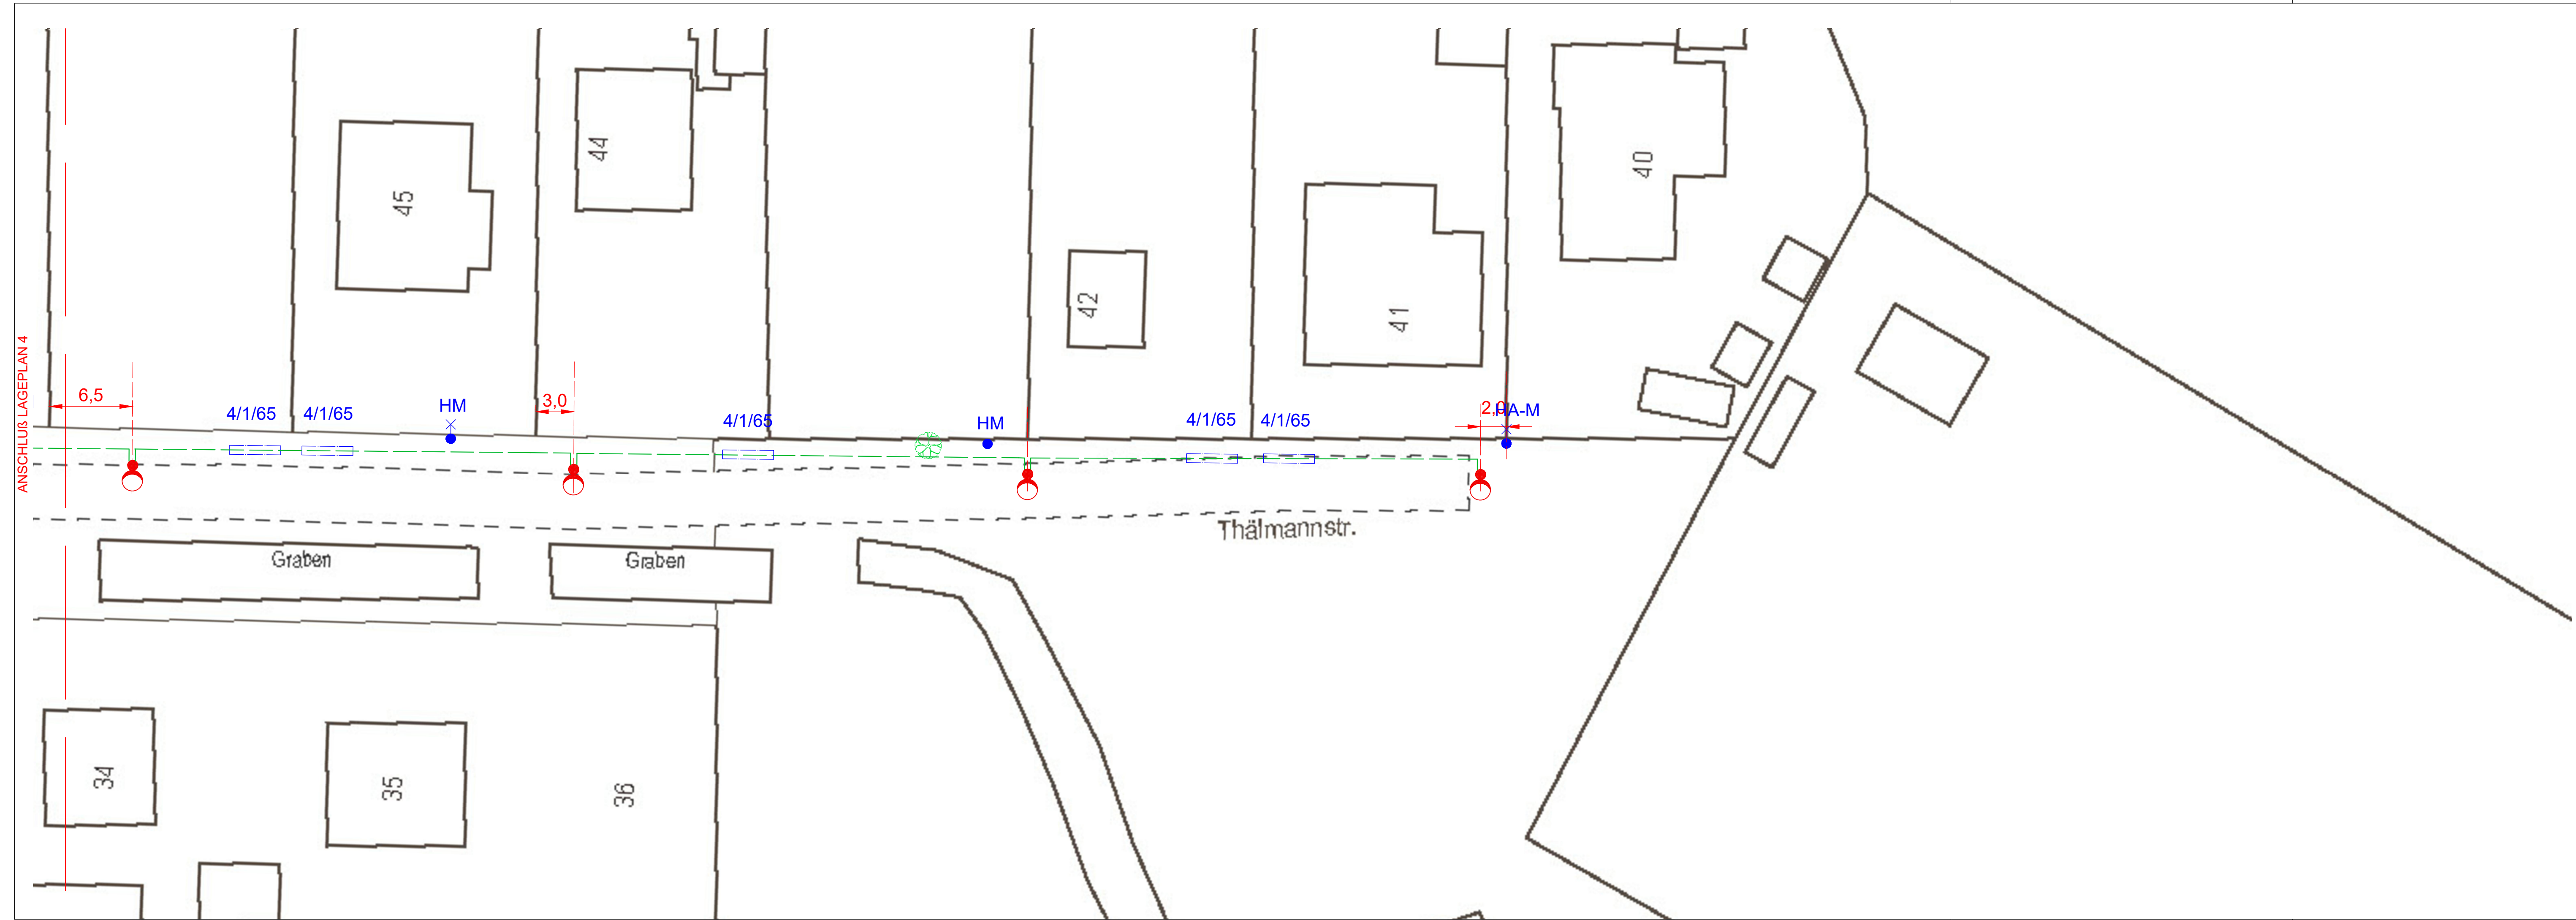 44
40
45
42
41
ANSCHLUß LAGEPLAN 4
6,5
4/1/65
4/1/65
HM
3,0
4/1/65
HM
4/1/65
4/1/65
2,0
HA-M
Thälmannstr.
Graben
Graben
34
35
36